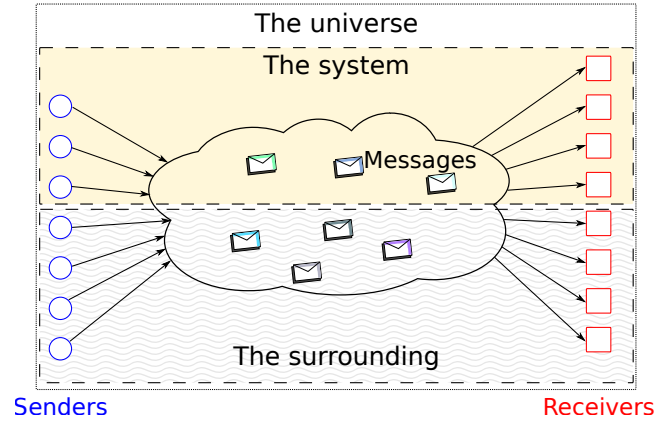 The universe
The system
Messages
The surrounding
Senders
Receivers